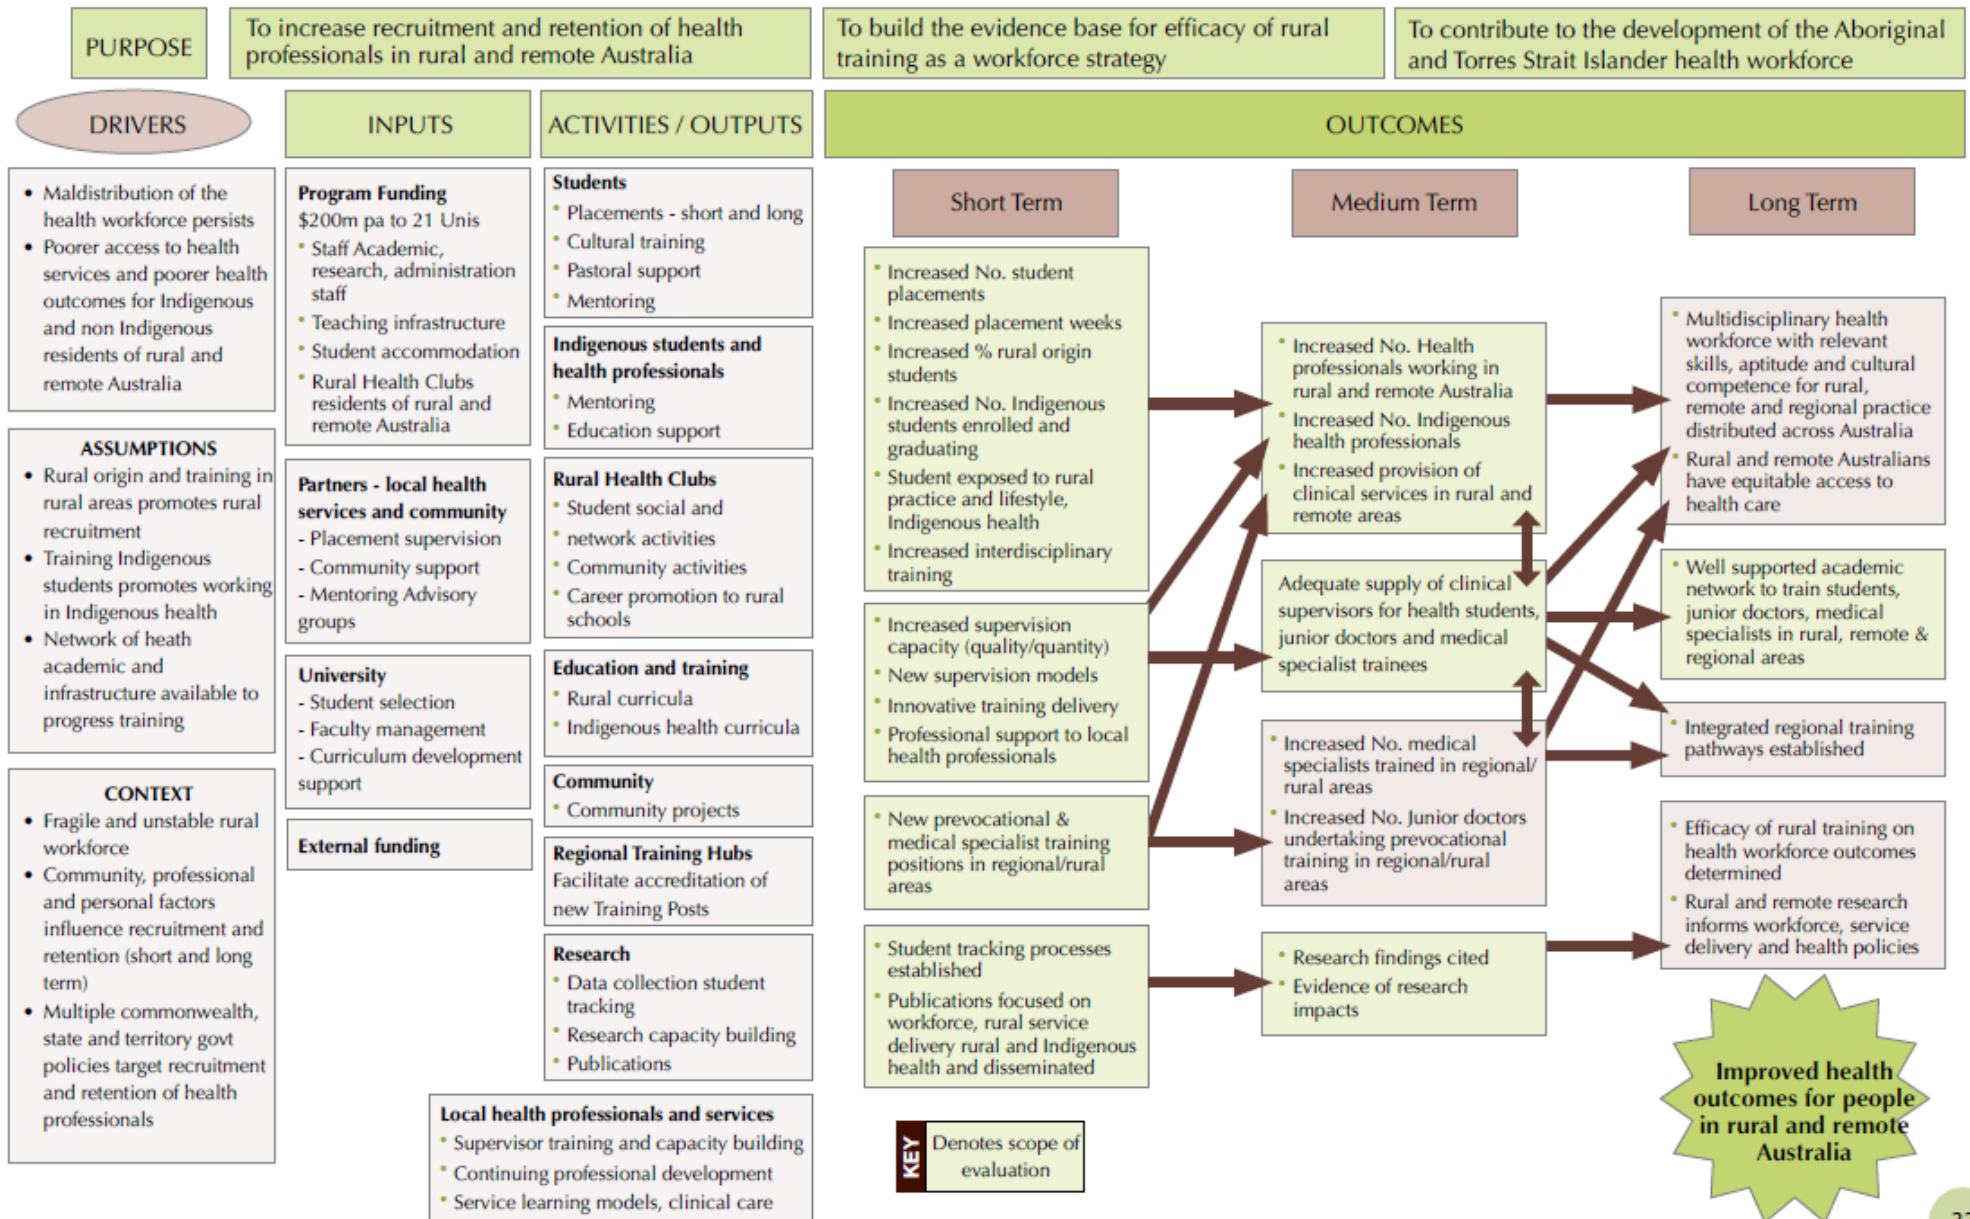 PURPOSE
To increase recruitment and retention of health
professionals in rural and remote Australia
To build the evidence base for efficacy of rural
training as a workforce strategy
To contribute to the development of the Aboriginal
and Torres Strait Islander health workforce
DRIVERS
INPUTS
ACTIVITIES / OUTPUTS
OUTCOMES
• Maldistribution of the
health workforce persists
• Poorer access to health
services and poorer health
outcomes for Indigenous
and non Indigenous
residents of rural and
remote Australia
ASSUMPTIONS
• Rural origin and training in
rural areas promotes rural
recruitment
• Training Indigenous
students promotes working
in Indigenous health
• Network of heath
academic and
infrastructure available to
progress training
CONTEXT
• Fragile and unstable rural
workforce
• Community, professional
and personal factors
influence recruitment and
retention (short and long
term)
• Multiple commonwealth,
state and territory govt
policies target recruitment
and retention of health
professionals
Program Funding
$200m pa to 21 Unis
• Staff Academic,
research, administration
staff
• Teaching infrastructure
• Student accommodation
• Rural Health Clubs
residents of rural and
remote Australia
Partners - local health
services and community
- Placement supervision
- Community support
- Mentoring Advisory
groups
University
- Student selection
- Faculty management
- Curriculum development
support
External funding
Students
• Placements - short and long
• Cultural training
• Pastoral support
• Mentoring
Indigenous students and
health professionals
• Mentoring
• Education support
Rural Health Clubs
• Student social and
• network activities
• Community activities
• Career promotion to rural
schools
Education and training
• Rural curricula
• Indigenous health curricula
Community
• Community projects
Regional Training Hubs
Facilitate accreditation of
new Training Posts
Research
• Data collection student
tracking
• Research capacity building
• Publications
Local health professionals and services
• Supervisor training and capacity building
• Continuing professional development
• Service learning models, clinical care
Short Term
• Increased No. student
placements
• Increased placement weeks
• Increased % rural origin
students
• Increased No. Indigenous
students enrolled and
graduating
• Student exposed to rural
practice and lifestyle,
Indigenous health
• Increased interdisciplinary
training
• Increased supervision
capacity (quality/quantity)
• New supervision models
• Innovative training delivery
• Professional support to local
health professionals
• New prevocational &
medical specialist training
positions in regional/rural
areas
• Student tracking processes
established
• Publications focused on
workforce, rural service
delivery rural and Indigenous
health and disseminated
KEY
Denotes scope of
evaluation
Medium Term
• Increased No. Health
professionals working in
rural and remote Australia
• Increased No. Indigenous
health professionals
• Increased provision of
clinical services in rural and
remote areas
Adequate supply of clinical
supervisors for health students,
junior doctors and medical
specialist trainees
• Increased No. medical
specialists trained in regional/
rural areas
• Increased No. Junior doctors
undertaking prevocational
training in regional/rural
areas
• Research findings cited
• Evidence of research
impacts
Long Term
• Multidisciplinary health
workforce with relevant
skills, aptitude and cultural
competence for rural,
remote and regional practice
distributed across Australia
• Rural and remote Australians
have equitable access to
health care
• Well supported academic
network to train students,
junior doctors, medical
specialists in rural, remote &
regional areas
• Integrated regional training
pathways established
• Efficacy of rural training on
health workforce outcomes
determined
• Rural and remote research
informs workforce, service
delivery and health policies
Improved health
outcomes for people
in rural and remote
Australia